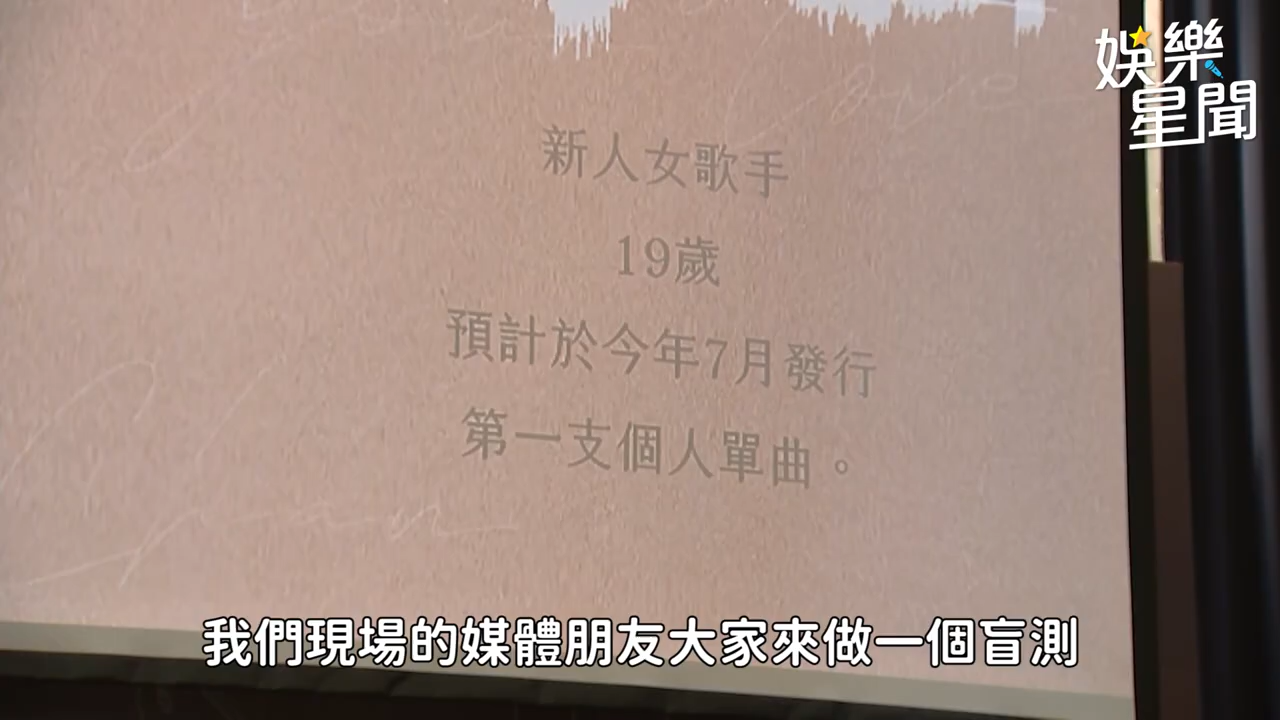 娛樂
星聞
新人女歌手
19歲
預計於今年7月發行
第一支個人單曲。
我們現場的媒體朋友大家來做一個盲測